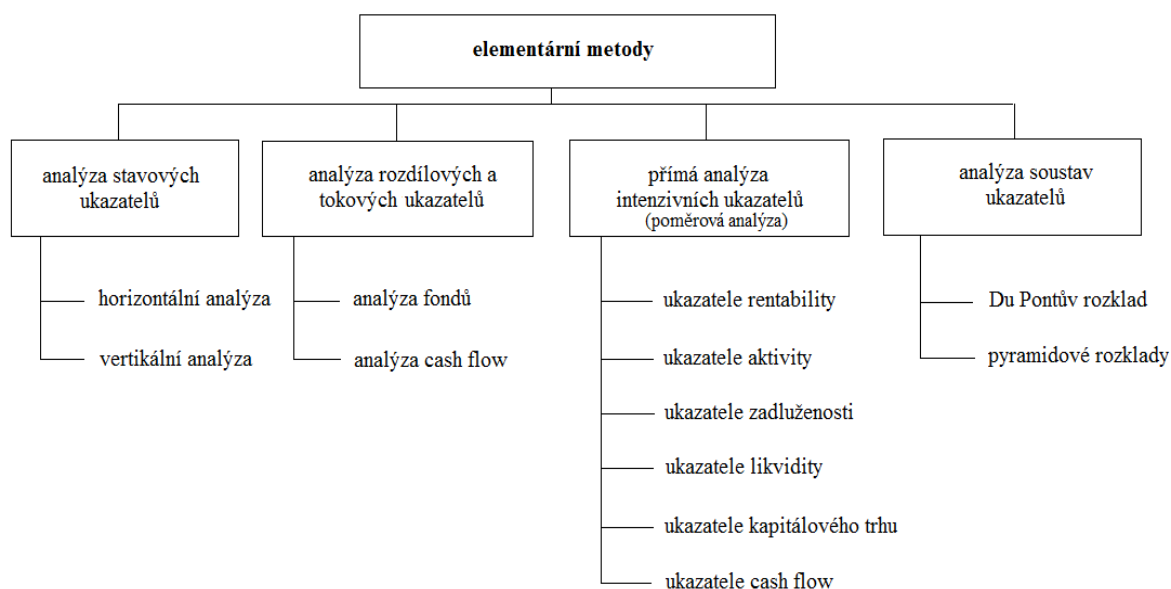 elementární metody
analýza stavových
ukazatelů
analýza rozdílových a
tokových ukazatelů
přímá analýza
intenzivních ukazatelů
(poměrová analýza)
analýza soustav
ukazatelů
horizontální analýza
vertikální analýza
analýza fondů
analýza cash flow
ukazatele rentability
ukazatele aktivity
ukazatele zadluženosti
ukazatele likvidity
ukazatele kapitálového trhu
ukazatele cash flow
Du Pontův rozklad
pyramidové rozklady